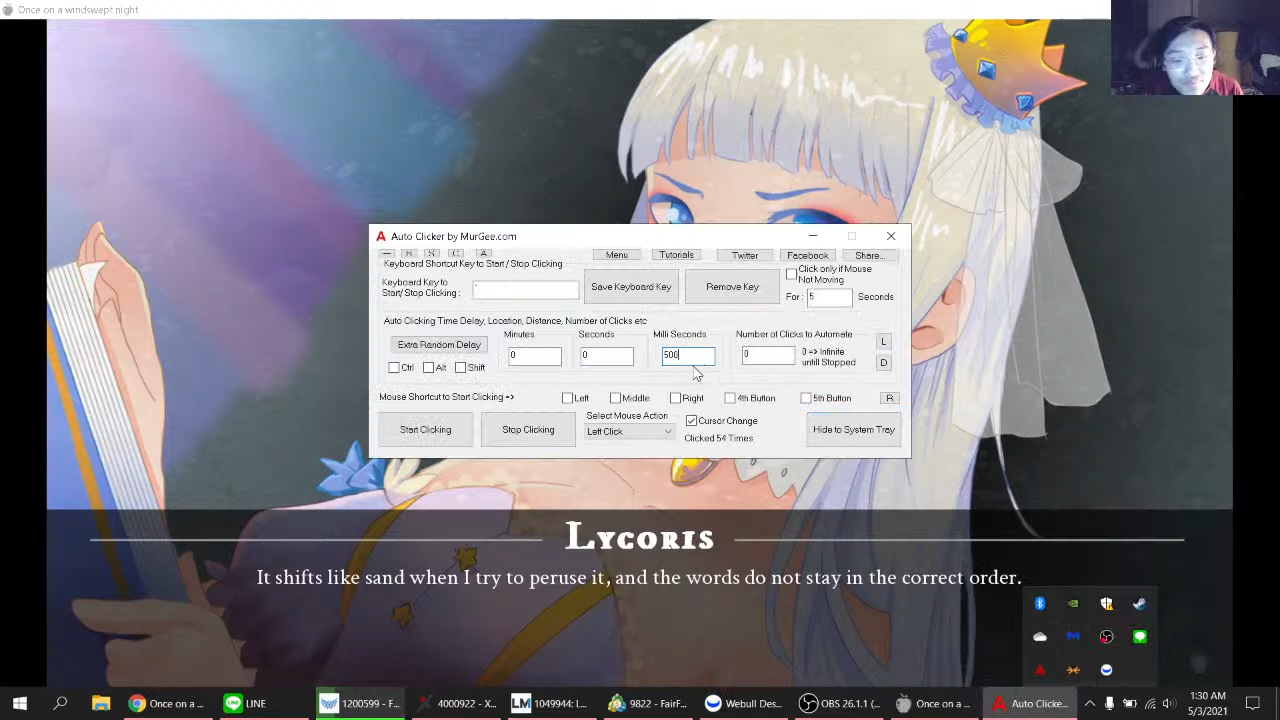 Once on a windswept night
Auto Clicker by MurGee.com
H S C A Menu Tutorials Twitter Facebook Share...
Keyboard Shortcut Key to Start / Stop Clicking
Keyboard Key to
Start/Stop Clicking :
Save Keyboard Key
Remove Key
Click only if Mouse
Not Moving
For : 5 Seconds
Auto Clicking Time Delay, Location, Distance, Number of Clicks etc
Extra Random Delay
Minutes Seconds Milli Seconds Number of Clicks to Automate
0 0 500 0
0 => Infinite
untill Stopped
L
D
Ctrl Alt Shift
Mouse Shortcut to Start Clicking => Left Middle Right 4th Button 5th Button R
Start Clicking
Stop Clicking
Select Mouse Action
Left Click
Cursor Change
Clicked 54 Times
Hide to System Tray
Lycoris
It shifts like sand when I try to peruse it, and the words do not stay in the correct order.
Once on a ...
LINE
1200599 - F...
4000922 - X...
LM 1049944: L...
9822 - FairF...
Webull Des...
OBS 26.1.1 (...
Once on a ...
Auto Clicke...
1:30 AM
5/3/2021